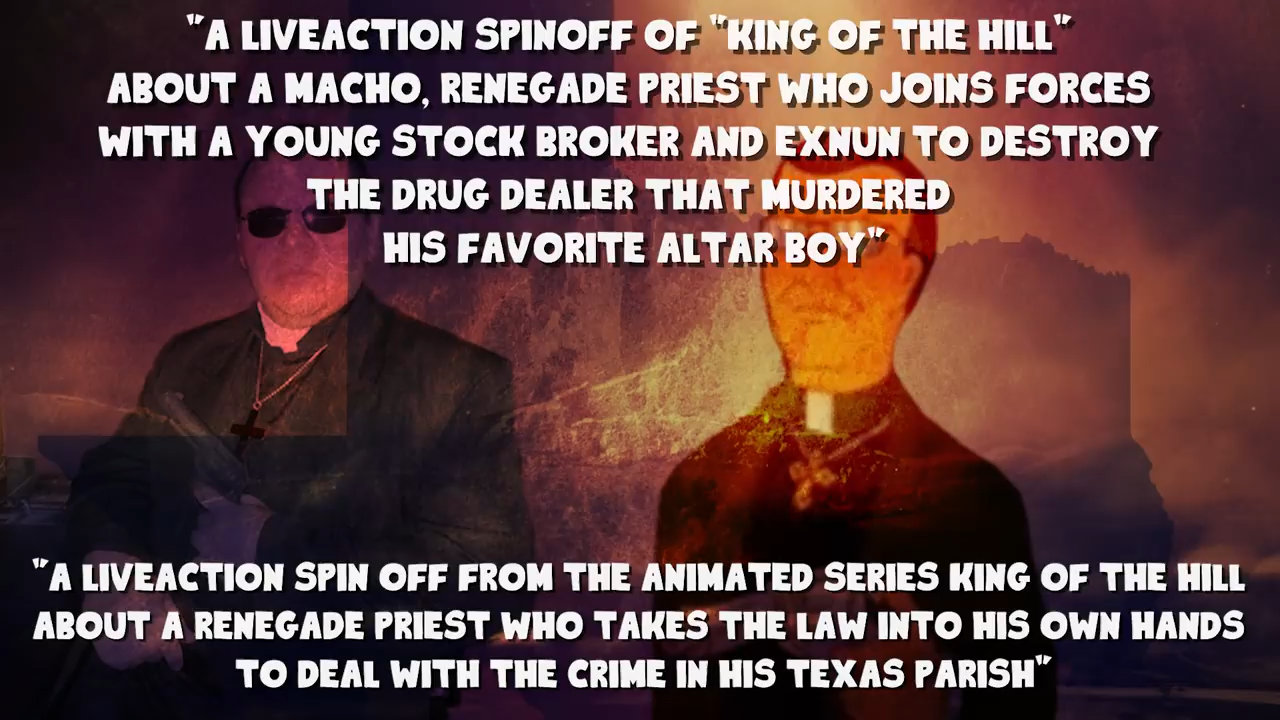 "A LIVEACTION SPINOFF OF "KING OF THE HILL"
ABOUT A MACHO, RENEGADE PRIEST WHO JOINS FORCES
WITH A YOUNG STOCK BROKER AND EXNUN TO DESTROY
THE DRUG DEALER THAT MURDERED
HIS FAVORITE ALTAR BOY"
"A LIVEACTION SPIN OFF FROM THE ANIMATED SERIES KING OF THE HILL
ABOUT A RENEGADE PRIEST WHO TAKES THE LAW INTO HIS OWN HANDS
TO DEAL WITH THE CRIME IN HIS TEXAS PARISH"